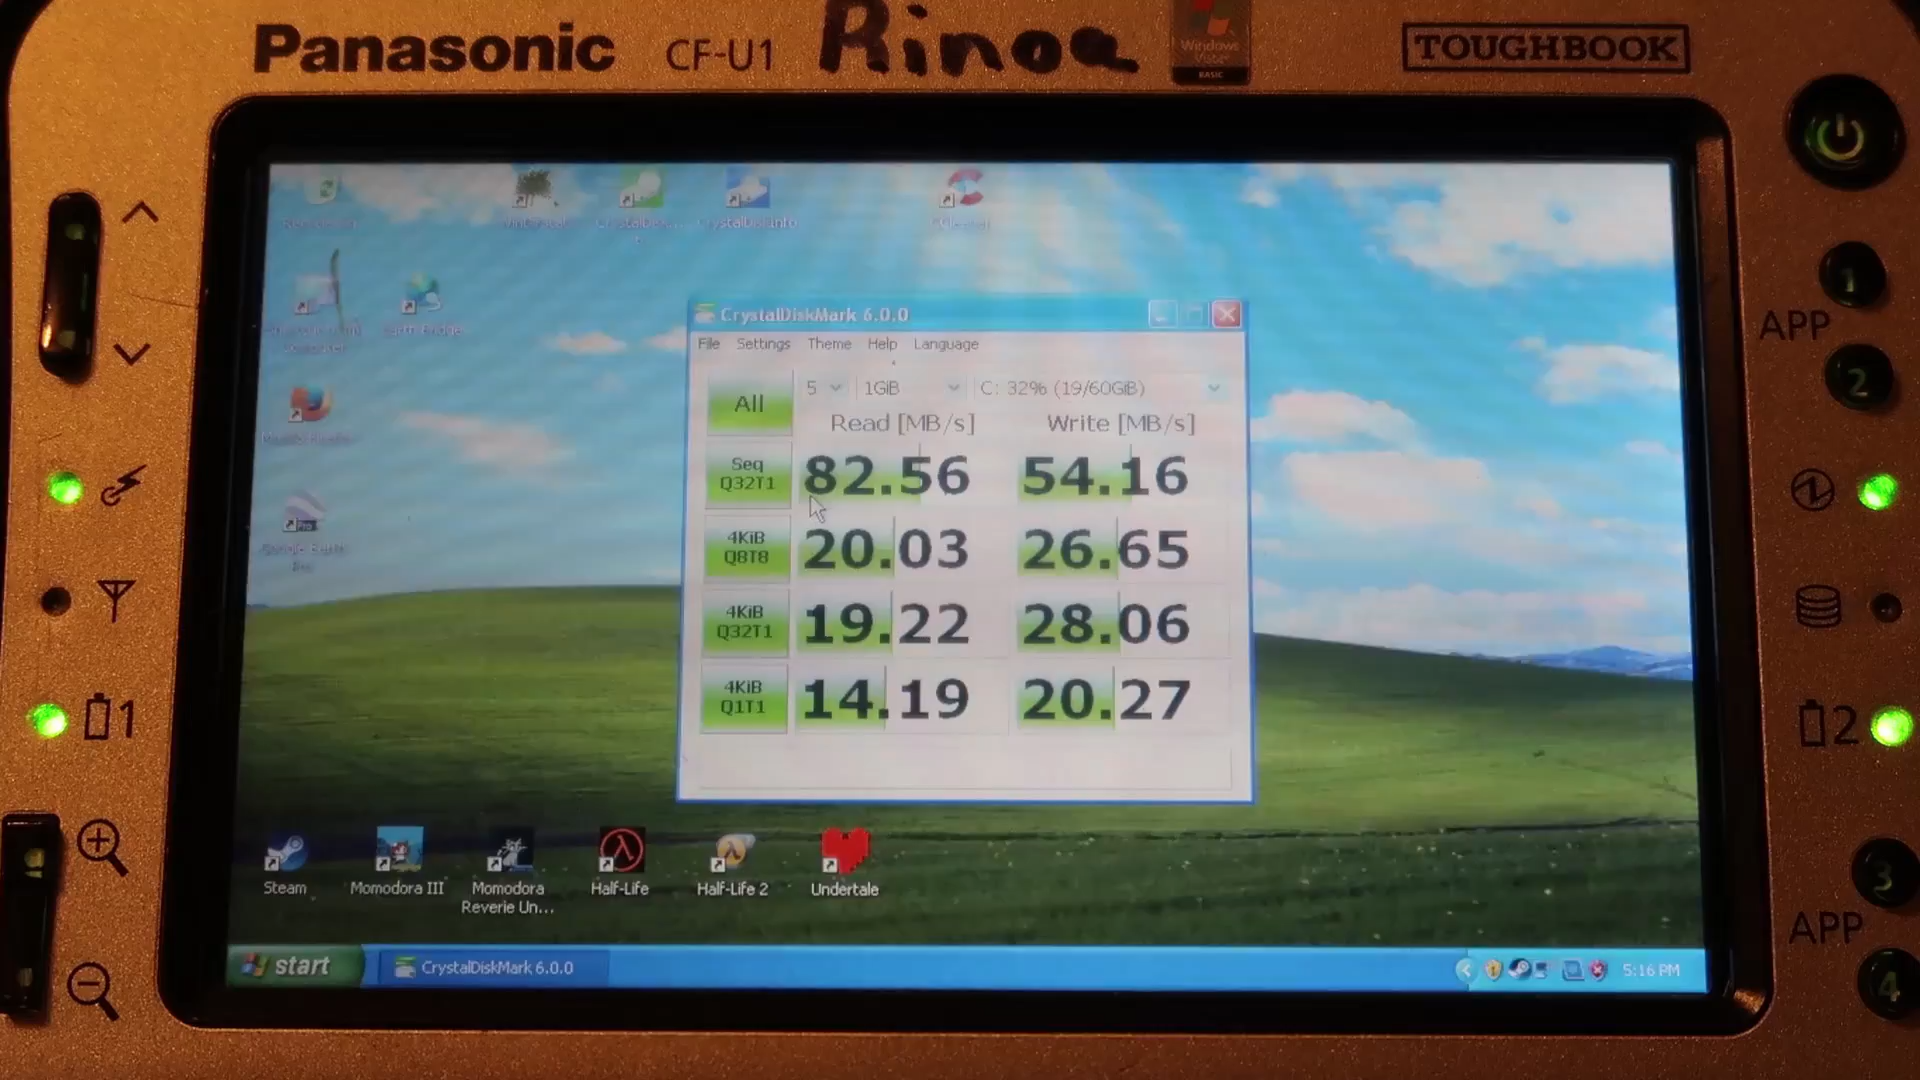 Panasonic CF-U1 Rinoa TOUGHBOOK
Windows Vista
BASIC
CrystalDiskInfo
CrystalDiskMark 6.0.0
File Settings Theme Help Language
All 5 1GiB C: 32% (19/60GiB)
Read [MB/s] Write [MB/s]
Seq
Q32T1 82.56 54.16
4KiB
Q8T8 20.03 26.65
4KiB
Q32T1 19.22 28.06
4KiB
Q1T1 14.19 20.27
Steam
Momodora III
Momodora
Reverie Un...
Half-Life
Half-Life 2
Undertale
start CrystalDiskMark 6.0.0 5:16 PM
1
APP
2
1
2
3
APP
4